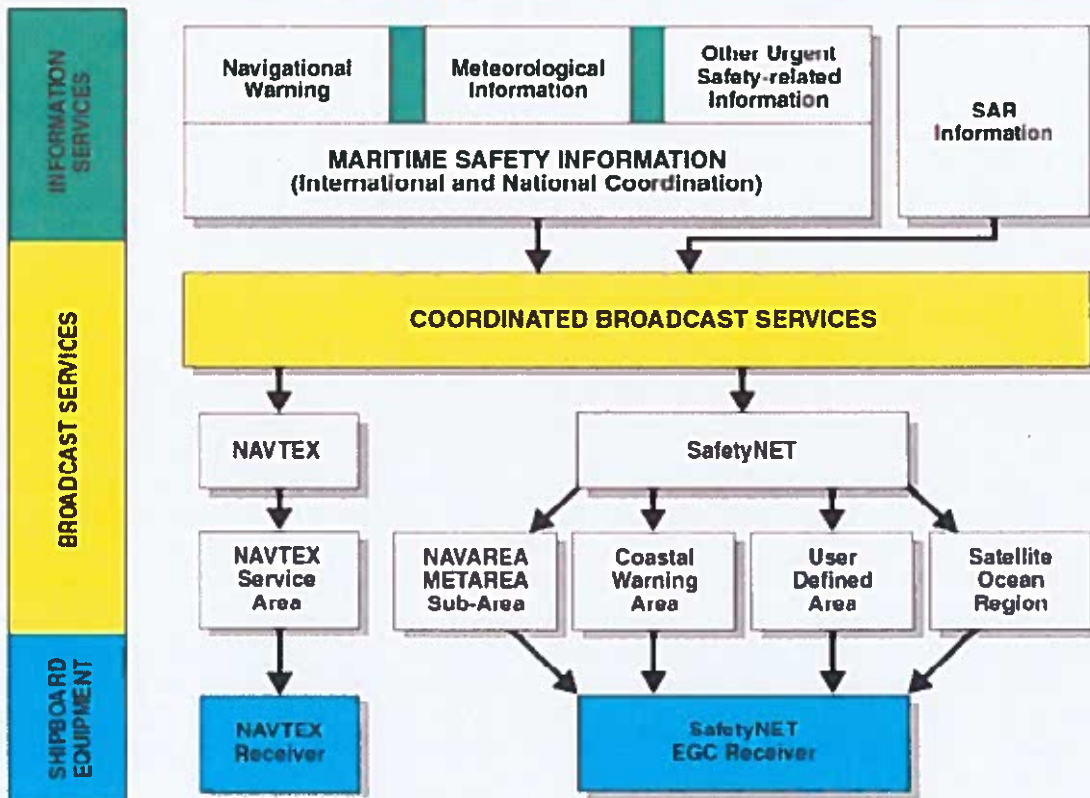 INFORMATION
SERVICES
Navigational
Warning
Meteorological
Information
Other Urgent
Safety-related
Information
MARITIME SAFETY INFORMATION
(International and National Coordination)
SAR
Information
BROADCAST SERVICES
COORDINATED BROADCAST SERVICES
NAVTEX
SafetyNET
NAVTEX
Service
Area
NAVAREA
METAREA
Sub-Area
Coastal
Warning
Area
User
Defined
Area
Satellite
Ocean
Region
SHIPBOARD
EQUIPMENT
NAVTEX
Receiver
SafetyNET
EGC Receiver